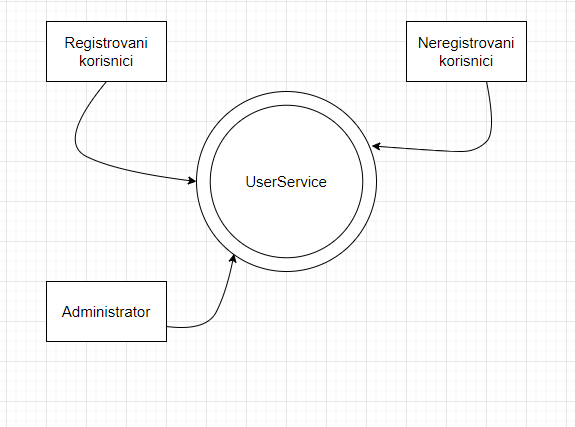 Registrovani
korisnici
Neregistrovani
korisnici
UserService
Administrator